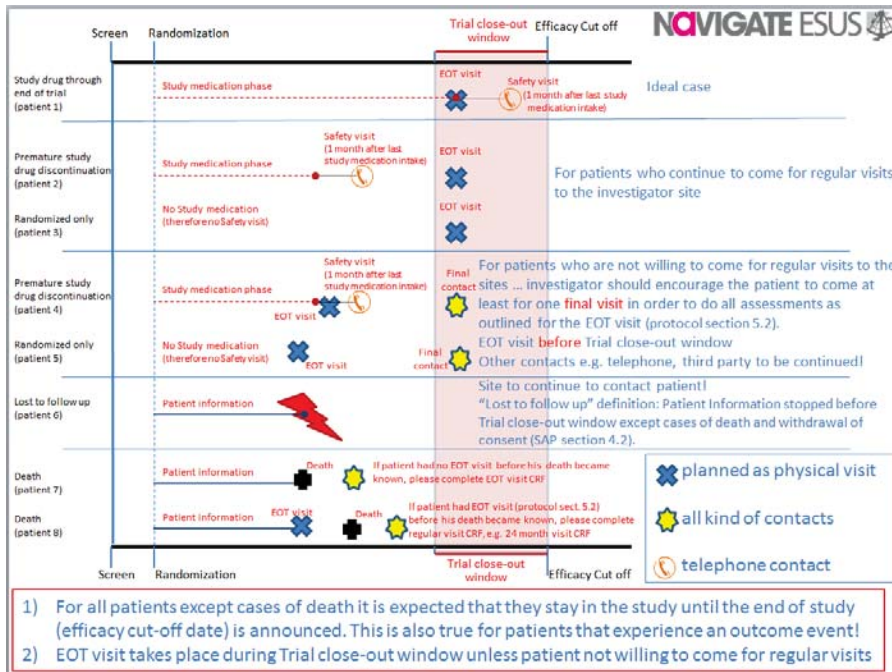 Trial close-out
window
Efficacy Cut off
NAVIGATE ESUS
Screen
Randomization
Study drug through
end of trial
(patient 1)
Study medication phase
EOT visit
Safety visit
(1 month after last study
medication intake)
Ideal case
Premature study
drug discontinuation
(patient 2)
Study medication phase
Safety visit
(1 month after last
study medication intake)
EOT visit
For patients who continue to come for regular visits
to the investigator site
Randomized only
(patient 3)
No Study medication
(therefore no Safety visit)
EOT visit
Premature study
drug discontinuation
(patient 4)
Study medication phase
Safety visit
(1 month after last
study medication intake)
EOT visit
Final
contact
For patients who are not willing to come for regular visits to the
sites ... investigator should encourage the patient to come at
least for one final visit in order to do all assessments as
outlined for the EOT visit (protocol section 5.2).
Randomized only
(patient 5)
No Study medication
(therefore no Safety visit)
EOT visit
Final
contact
EOT visit before Trial close-out window
Other contacts e.g. telephone, third party to be continued!
Lost to follow up
(patient 6)
Patient information
Site to continue to contact patient!
“Lost to follow up” definition: Patient Information stopped before
Trial close-out window except cases of death and withdrawal of
consent (SAP section 4.2).
Death
(patient 7)
Patient information
Death
If patient had no EOT visit before his death became
known, please complete EOT visit CRF
Death
(patient 8)
Patient information
EOT visit
Death
If patient had EOT visit (protocol sect. 5.2)
before his death became known, please complete
regular visit CRF, e.g. 24 month visit CRF
planned as physical visit
all kind of contacts
telephone contact
Screen
Randomization
Trial close-out
window
Efficacy Cut off
1) For all patients except cases of death it is expected that they stay in the study until the end of study
(efficacy cut-off date) is announced. This is also true for patients that experience an outcome event!
2) EOT visit takes place during Trial close-out window unless patient not willing to come for regular visits